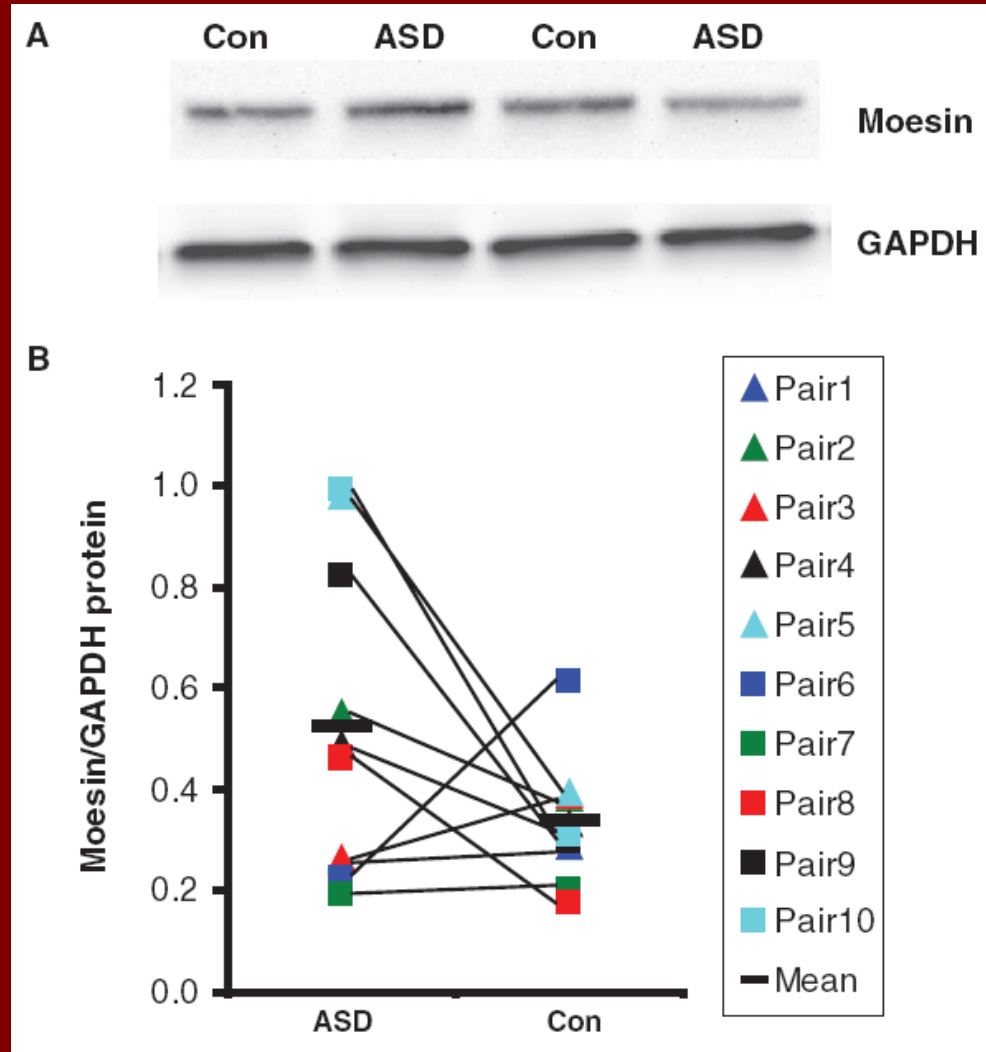 A
Con ASD Con ASD
Moesin
GAPDH
B
Moesin/GAPDH protein
1.2
1.0
0.8
0.6
0.4
0.2
0.0
ASD Con
Pair1
Pair2
Pair3
Pair4
Pair5
Pair6
Pair7
Pair8
Pair9
Pair10
Mean